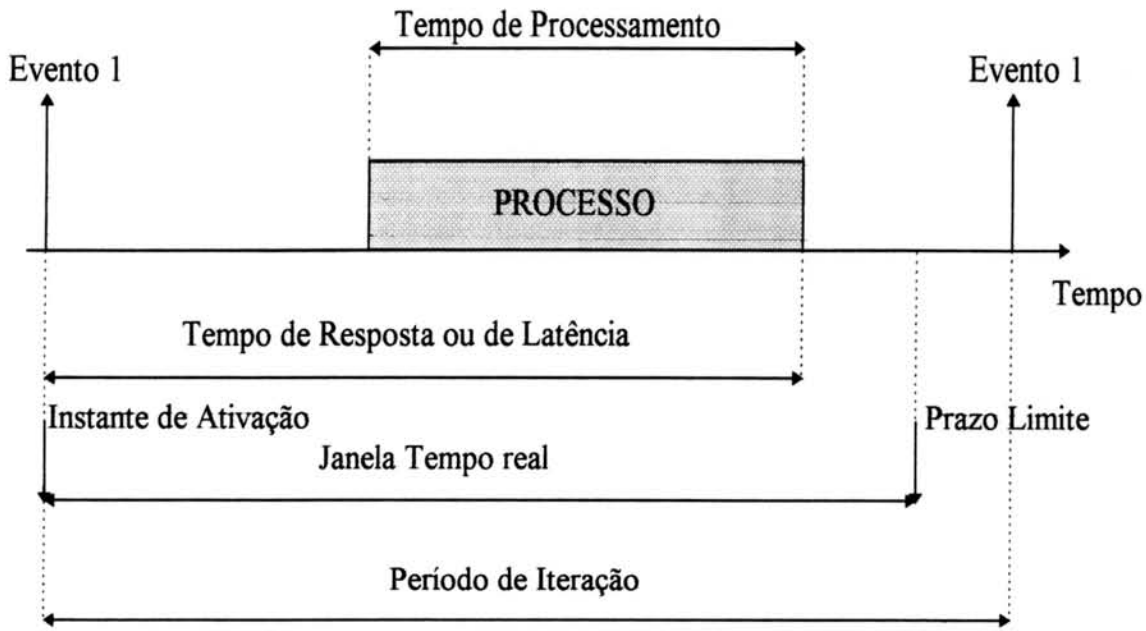 Tempo de Processamento
Evento 1
Evento 1
PROCESSO
Tempo
Tempo de Resposta ou de Latência
Instante de Ativação
Prazo Limite
Janela Tempo real
Período de Iteração